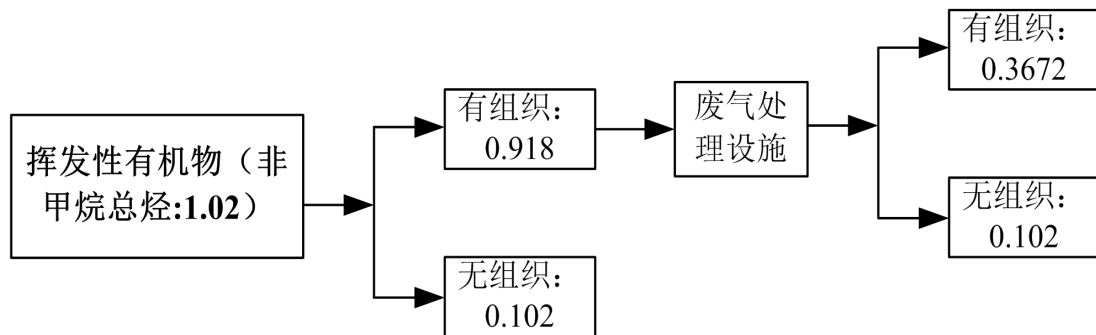 挥发性有机物（非
甲烷总烃:1.02）
有组织：
0.918
无组织：
0.102
废气处
理设施
有组织：
0.3672
无组织：
0.102